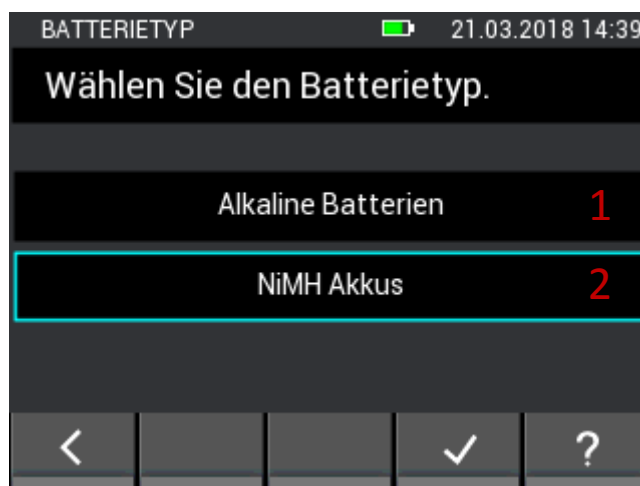 BATTERIETYP 21.03.2018 14:39
Wählen Sie den Batterietyp.
Alkaline Batterien 1
NiMH Akkus 2
?